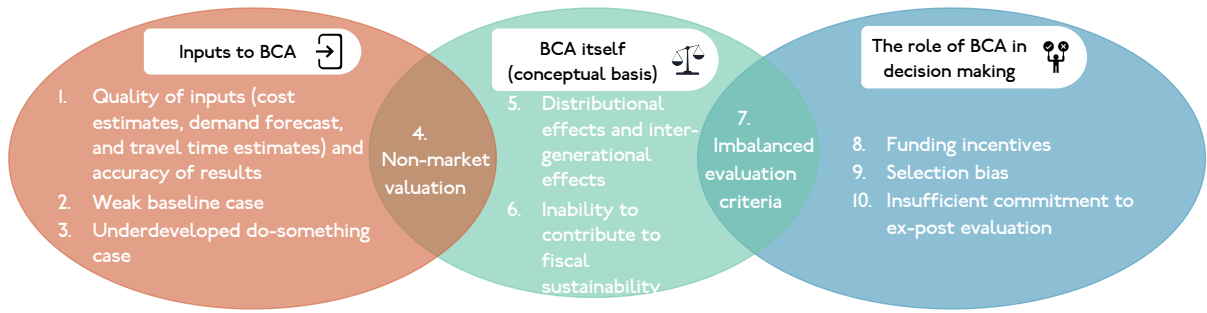 Inputs to BCA
1. Quality of inputs (cost
estimates, demand forecast,
and travel time estimates) and
accuracy of results
2. Weak baseline case
3. Underdeveloped do-something
case
4.
Non-market
valuation
BCA itself
(conceptual basis)
5. Distributional
effects and inter-
generational
effects
6. Inability to
contribute to
fiscal
sustainability
7.
Imbalanced
evaluation
criteria
The role of BCA in
decision making
8. Funding incentives
9. Selection bias
10. Insufficient commitment to
ex-post evaluation